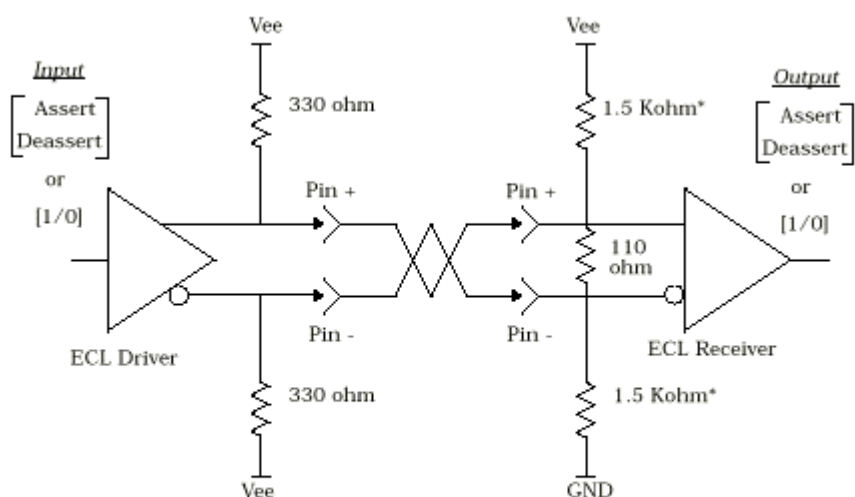 Vee
Vee
Input
Assert
Deassert
or
[1/0]
330 ohm
1.5 Kohm*
Output
Assert
Deassert
or
[1/0]
Pin +
Pin +
110
ohm
Pin -
Pin -
ECL Driver
ECL Receiver
330 ohm
1.5 Kohm*
Vee
GND